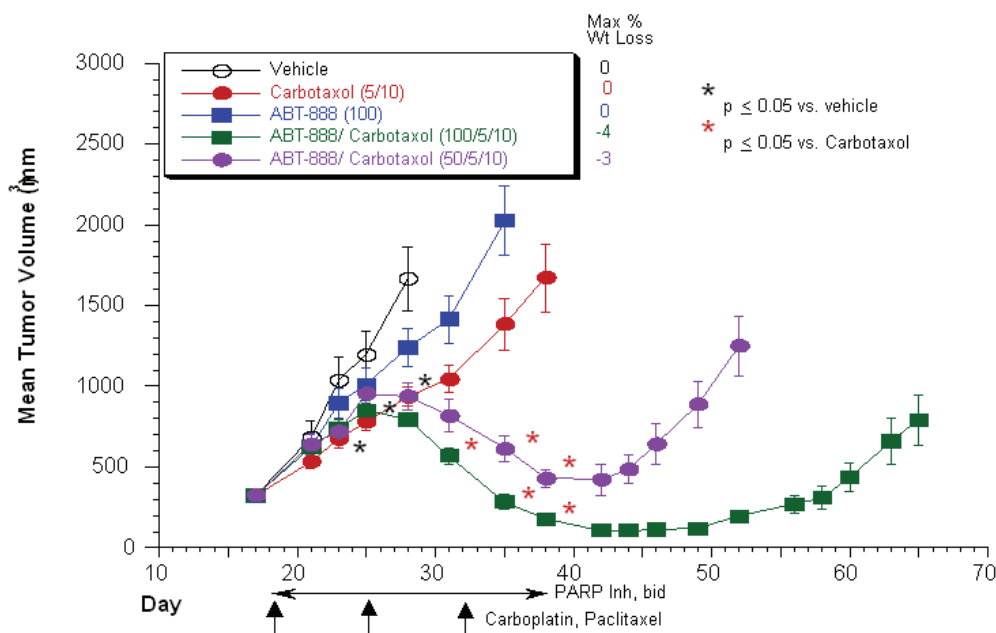 Max %
Wt Loss
3000
2500
2000
1500
1000
500
0
Mean Tumor Volume (mm3)
Vehicle
Carbotaxol (5/10)
ABT-888 (100)
ABT-888/ Carbotaxol (100/5/10)
ABT-888/ Carbotaxol (50/5/10)
0
0
0
-4
-3
* p ≤ 0.05 vs. vehicle
* p ≤ 0.05 vs. Carbotaxol
* * *
* * *
* *
10 20 30 40 50 60 70
Day
PARP Inh, bid
Carboplatin, Paclitaxel